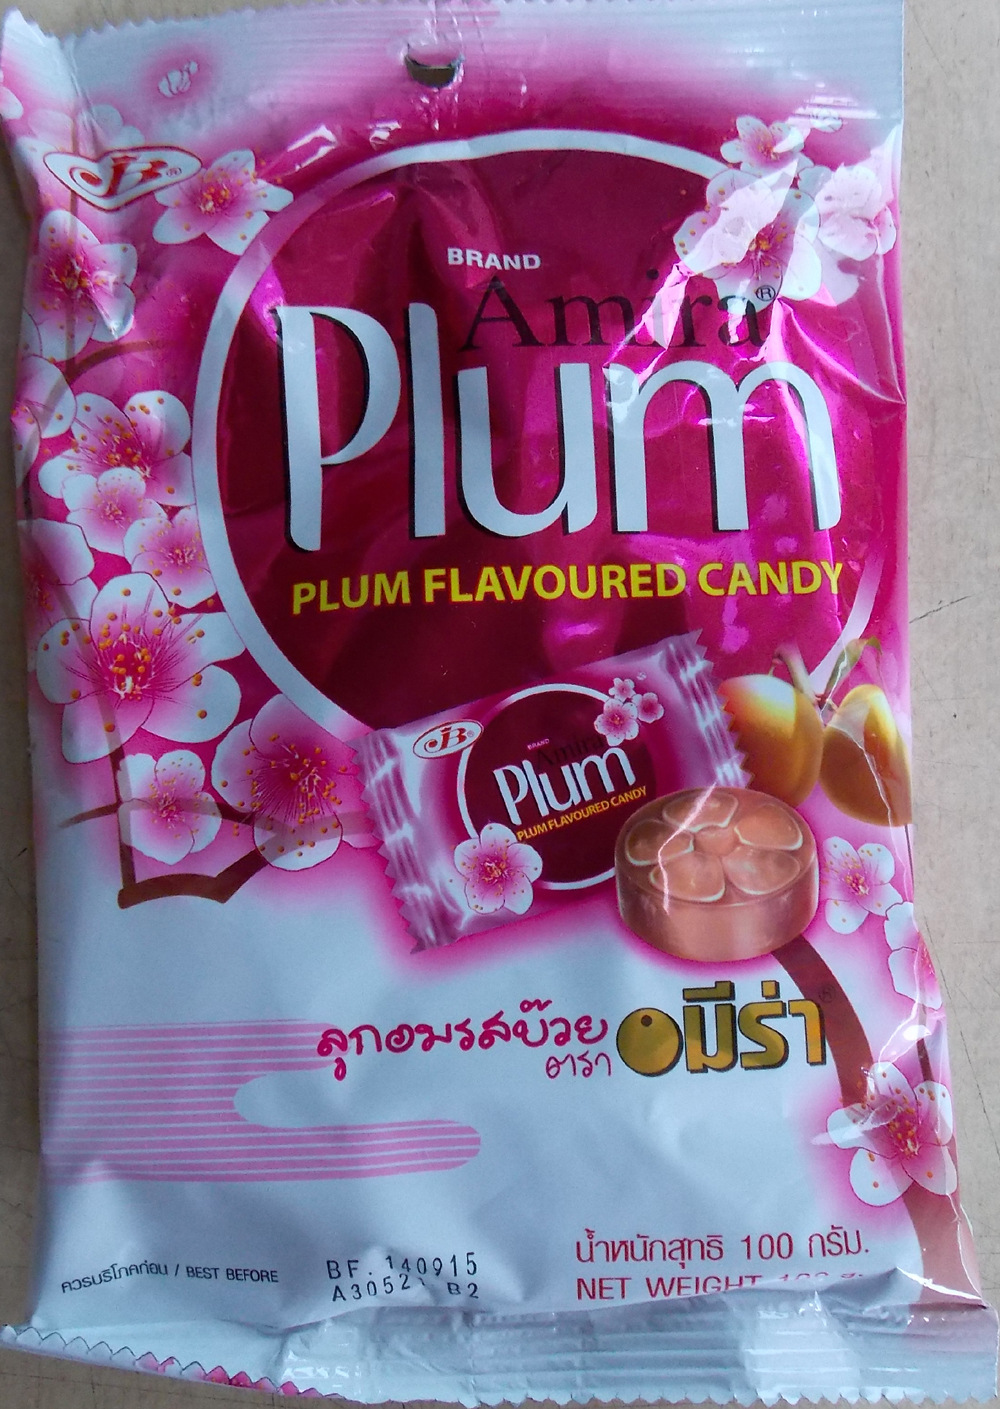 JB®
BRAND
Amira®
Plum
PLUM FLAVOURED CANDY
JB®
BRAND
Amira
Plum
PLUM FLAVOURED CANDY
ลูกอมรสบ๊วย
ตรา
อมีร่า®
น้ำหนักสุทธิ 100 กรัม.
NET WEIGHT
ควรบริโภคก่อน / BEST BEFORE
BF. 140915
A3052 B2